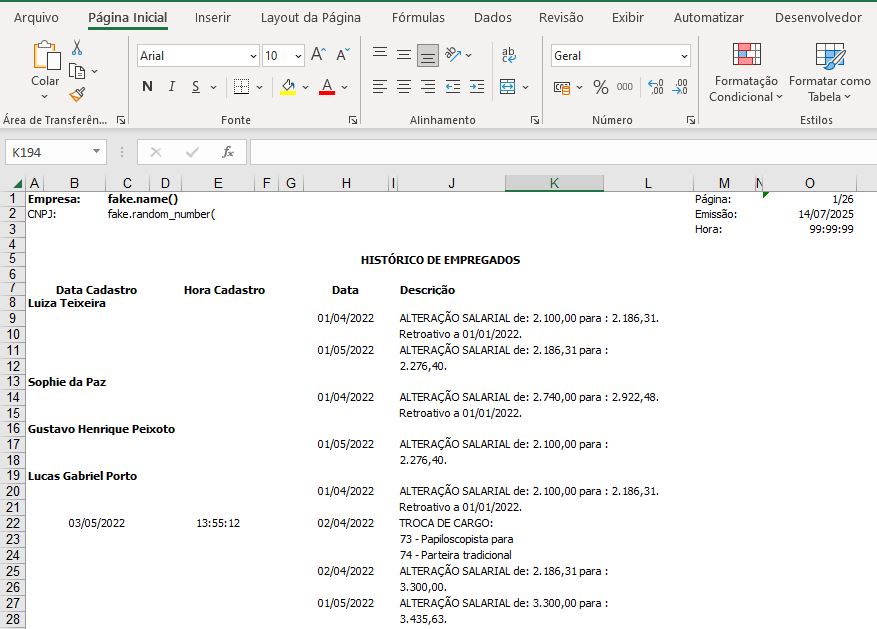 Arquivo Página Inicial Inserir Layout da Página Fórmulas Dados Revisão Exibir Automatizar Desenvolvedor
Colar
Arial 10 A A
N I S A
ab
Geral
% 000
Formatação Condicional
Formatar como Tabela
Área de Transferên... Fonte Alinhamento Número Estilos
K194 fx
A B C D E F G H I J K L M N O
1 Empresa: fake.name() Página: 1/26
2 CNPJ: fake.random_number( Emissão: 14/07/2025
3 Hora: 99:99:99
4
5 HISTÓRICO DE EMPREGADOS
6
7 Data Cadastro Hora Cadastro Data Descrição
8 Luiza Teixeira
9 01/04/2022 ALTERAÇÃO SALARIAL de: 2.100,00 para : 2.186,31.
10 Retroativo a 01/01/2022.
11 01/05/2022 ALTERAÇÃO SALARIAL de: 2.186,31 para :
12 2.276,40.
13 Sophie da Paz
14 01/04/2022 ALTERAÇÃO SALARIAL de: 2.740,00 para : 2.922,48.
15 Retroativo a 01/01/2022.
16 Gustavo Henrique Peixoto
17 01/05/2022 ALTERAÇÃO SALARIAL de: 2.100,00 para :
18 2.276,40.
19 Lucas Gabriel Porto
20 01/04/2022 ALTERAÇÃO SALARIAL de: 2.100,00 para : 2.186,31.
21 Retroativo a 01/01/2022.
22 03/05/2022 13:55:12 02/04/2022 TROCA DE CARGO:
23 73 - Papiloscopista para
24 74 - Parteira tradicional
25 02/04/2022 ALTERAÇÃO SALARIAL de: 2.186,31 para :
26 3.300,00.
27 01/05/2022 ALTERAÇÃO SALARIAL de: 3.300,00 para :
28 3.435,63.